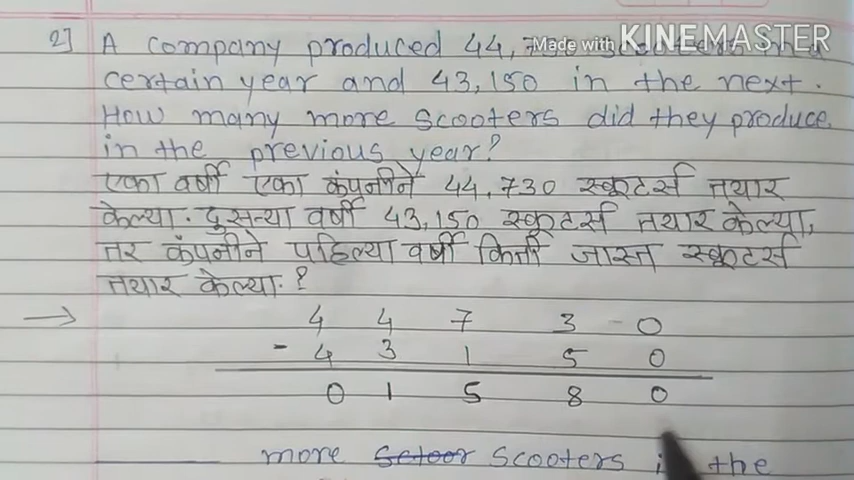 2] A company produced 44,730
Made with KINEMASTER
certain year and 43,150 in the next.
How many more scooters did they produce
in the previous year?
एका वर्षी एका कंपनीने 44,730 स्कूटर्स तयार
केल्या. दुसऱ्या वर्षी 43,150 स्कूटर्स तयार केल्या,
तर कंपनीने पहिल्या वर्षी किती जास्त स्कूटर्स
तयार केल्या.?
→ 4 4 7 3 0
- 4 3 1 5 0
0 1 5 8 0
more scooters the